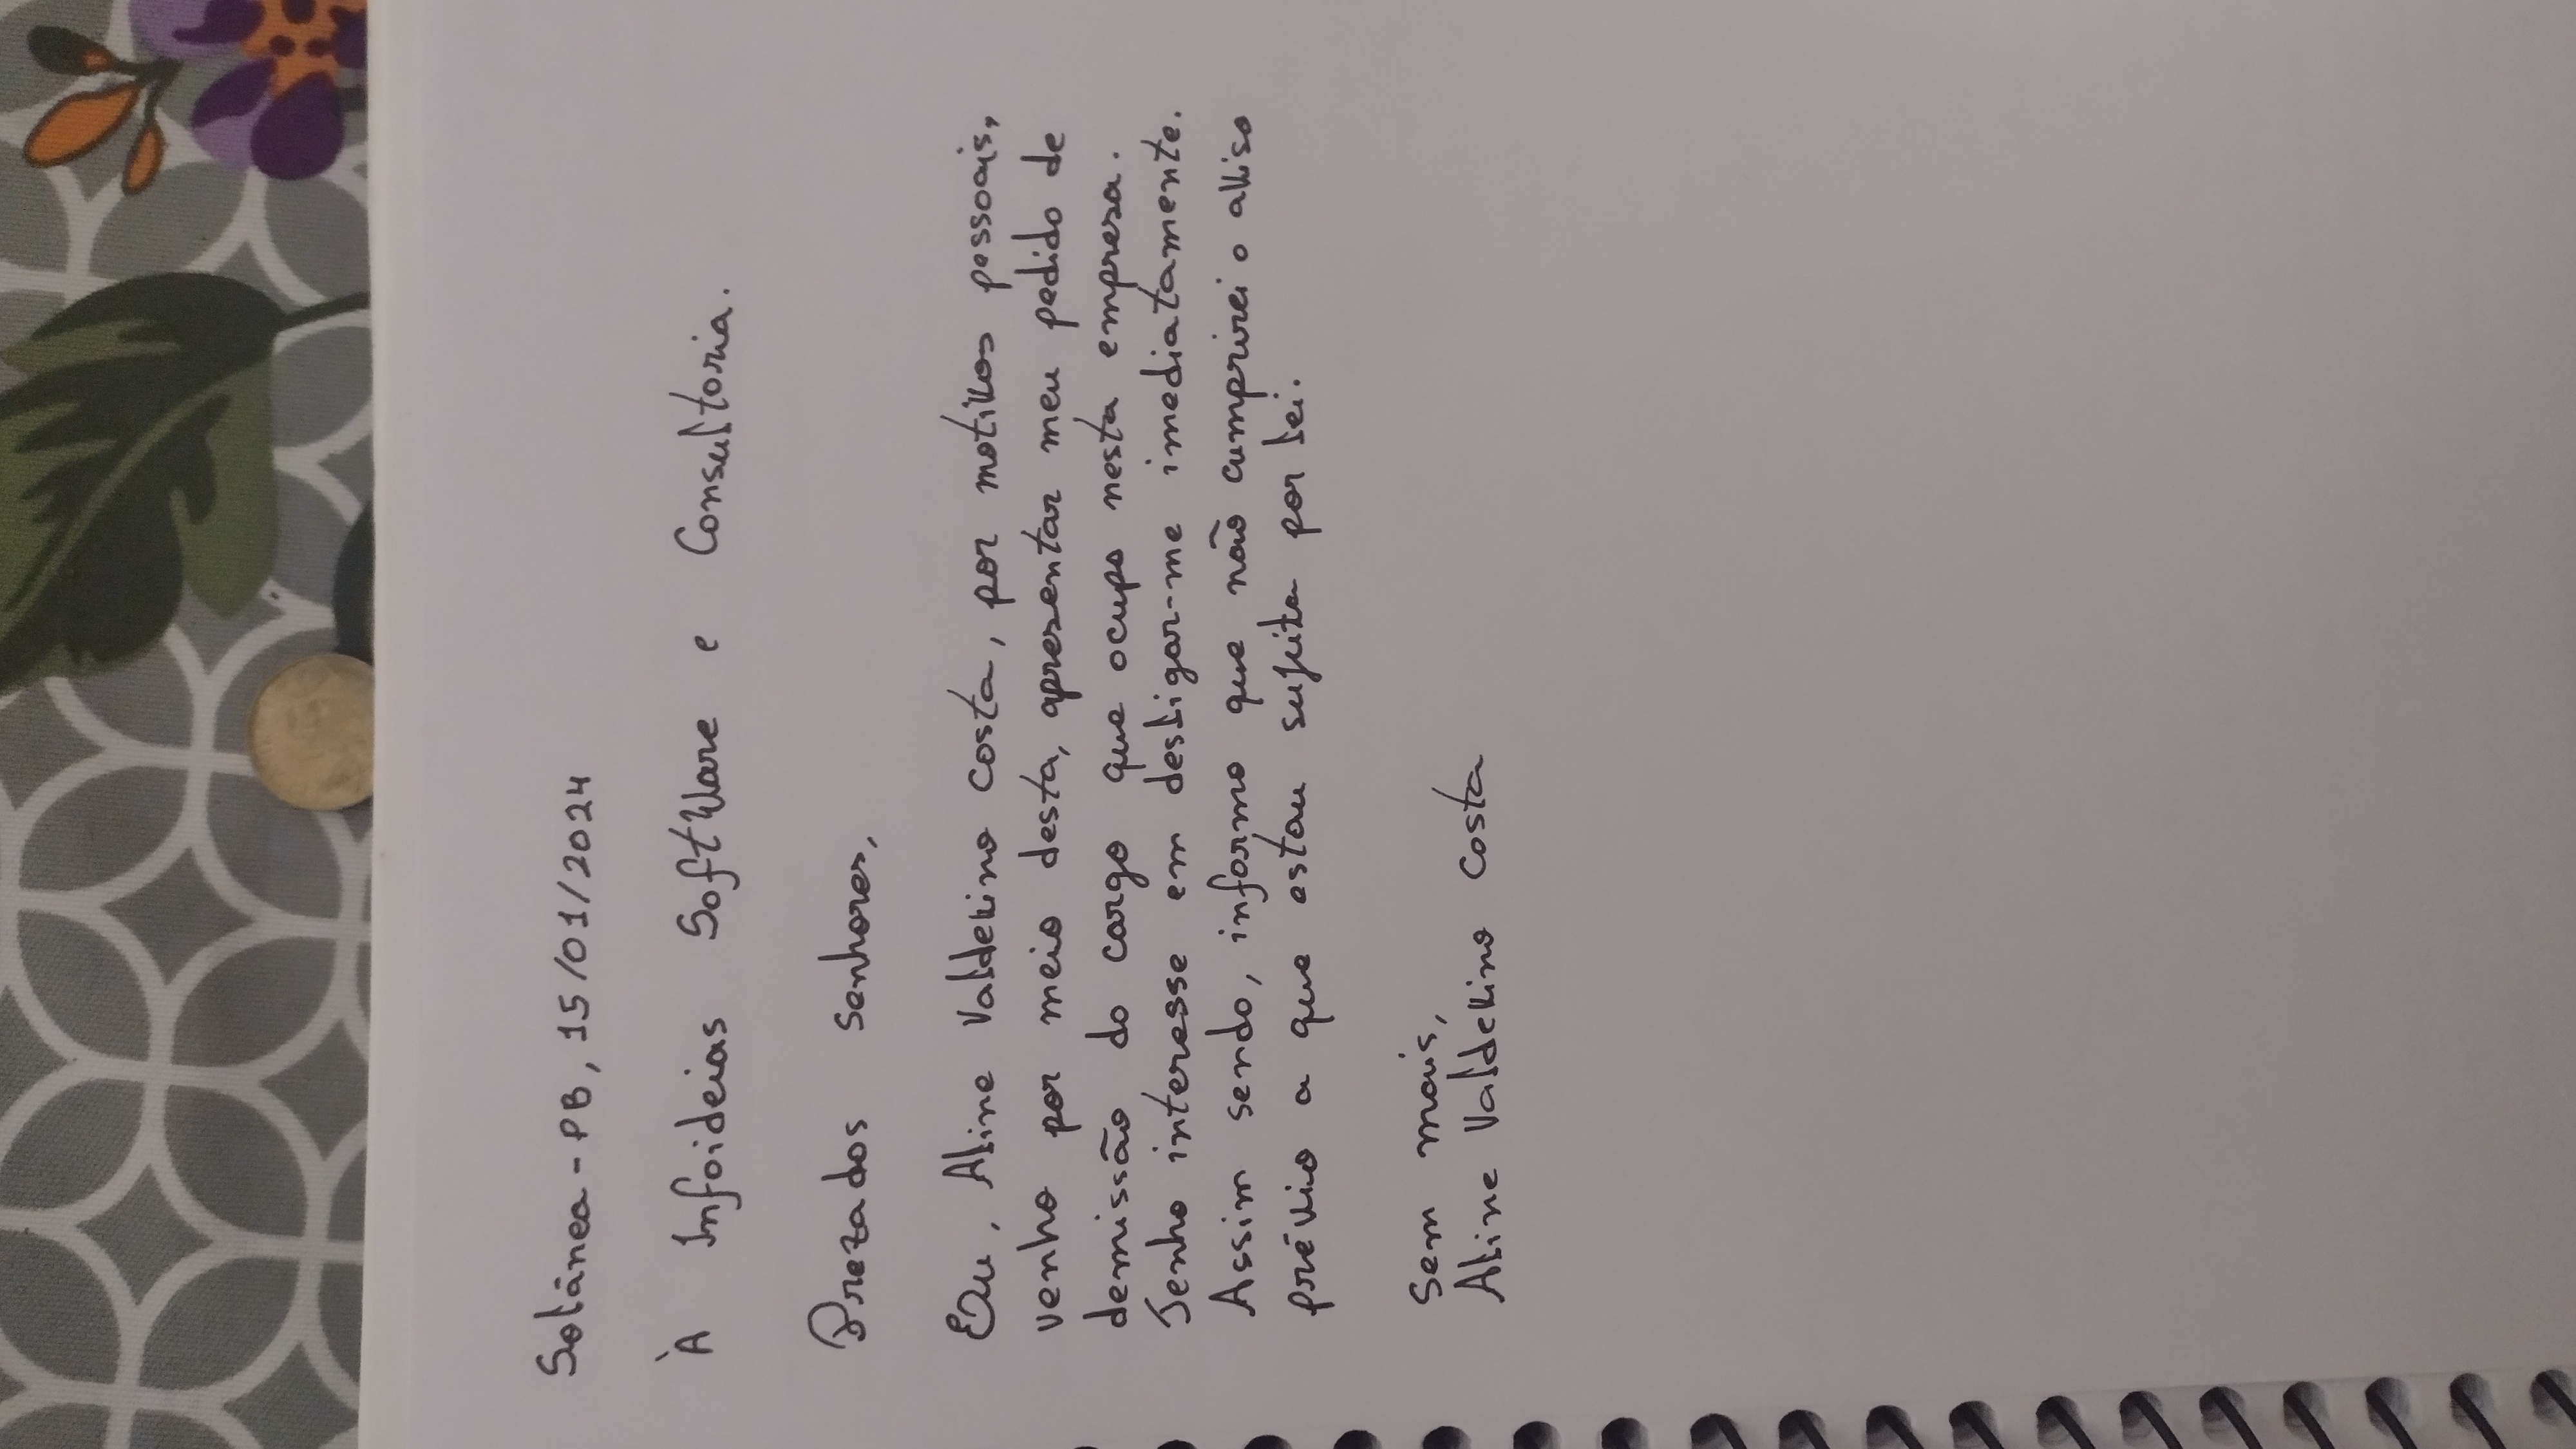 Solânea-PB, 15/01/2024
À Infoideias Software e Consultoria.
Prezados senhores,
Eu, Aline Valdevino costa, por motivos pessoais,
venho por meio desta, apresentar meu pedido de
demissão do cargo que ocupo nesta empresa.
Tenho interesse em desligar-me imediatamente.
Assim sendo, informo que não cumprirei o aviso
prévio a que estou sujeita por lei.
Sem mais,
Aline Valdevino costa